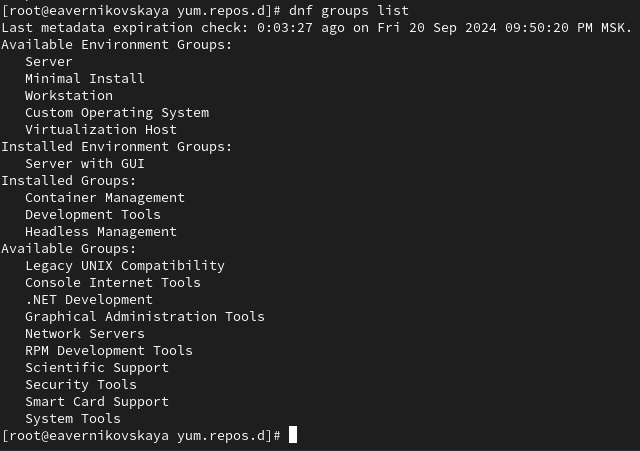 [root@eavernikovskaya yum.repos.d]# dnf groups list
Last metadata expiration check: 0:03:27 ago on Fri 20 Sep 2024 09:50:20 PM MSK.
Available Environment Groups:
   Server
   Minimal Install
   Workstation
   Custom Operating System
   Virtualization Host
Installed Environment Groups:
   Server with GUI
Installed Groups:
   Container Management
   Development Tools
   Headless Management
Available Groups:
   Legacy UNIX Compatibility
   Console Internet Tools
   .NET Development
   Graphical Administration Tools
   Network Servers
   RPM Development Tools
   Scientific Support
   Security Tools
   Smart Card Support
   System Tools
[root@eavernikovskaya yum.repos.d]#